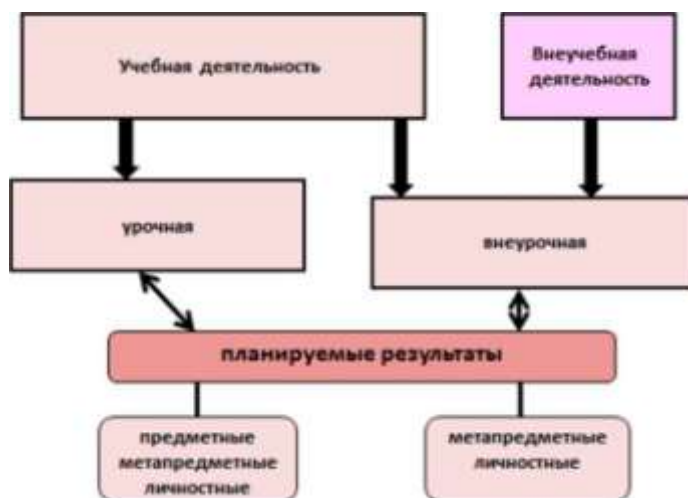 Учебная деятельность
Внеучебная
деятельность
урочная
внеурочная
планируемые результаты
предметные
метапредметные
личностные
метапредметные
личностные